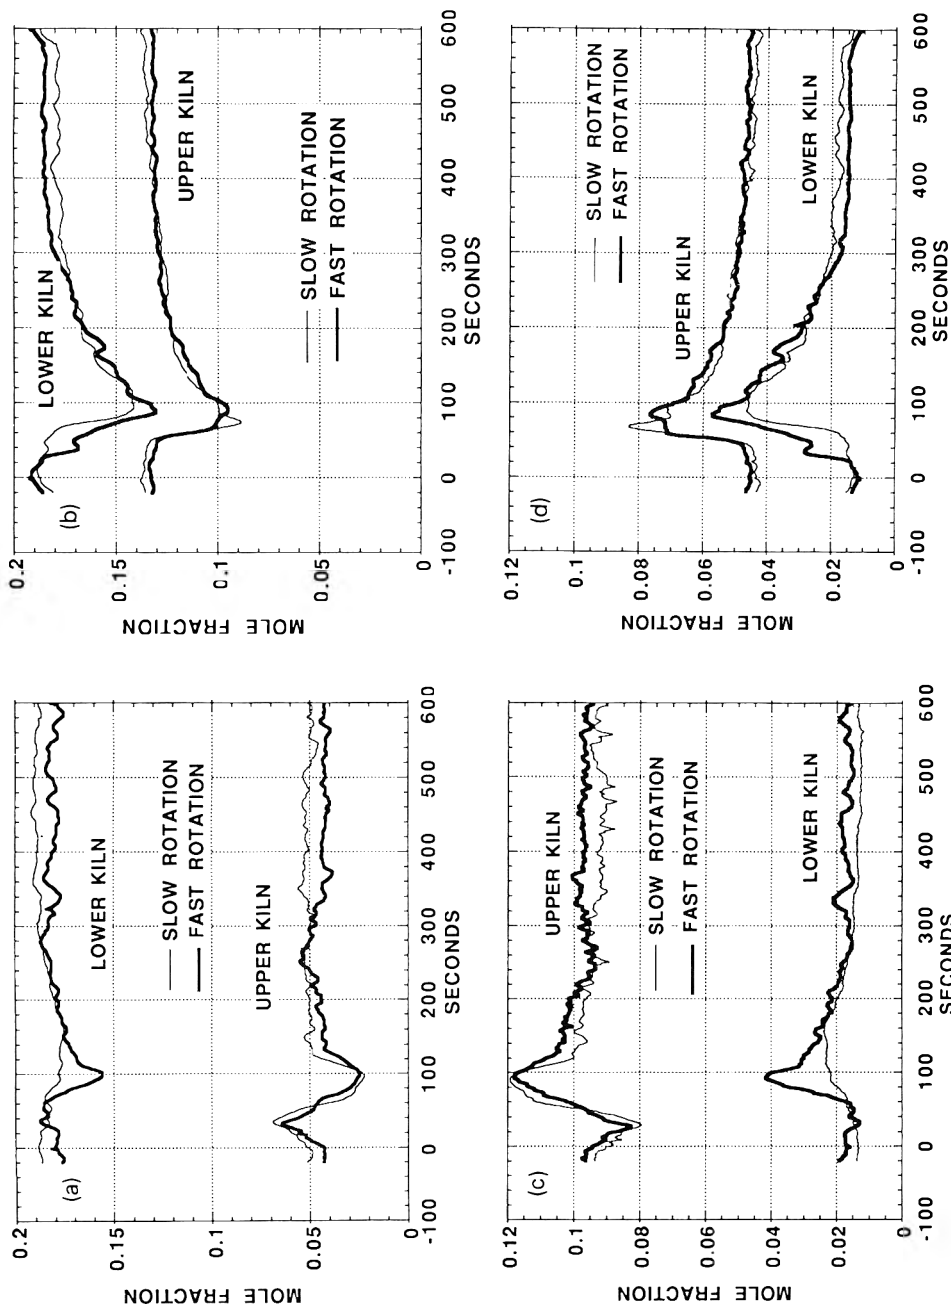 (a)
MOLE FRACTION
0.2
0.15
0.1
0.05
0
LOWER KILN
SLOW ROTATION
FAST ROTATION
UPPER KILN
-100
0
100
200
300
400
500
600
SECONDS
(b)
MOLE FRACTION
0.2
0.15
0.1
0.05
0
LOWER KILN
UPPER KILN
SLOW ROTATION
FAST ROTATION
-100
0
100
200
300
400
500
600
SECONDS
(c)
MOLE FRACTION
0.12
0.1
0.08
0.06
0.04
0.02
0
UPPER KILN
SLOW ROTATION
FAST ROTATION
LOWER KILN
-100
0
100
200
300
400
500
600
SECONDS
(d)
MOLE FRACTION
0.12
0.1
0.08
0.06
0.04
0.02
0
SLOW ROTATION
FAST ROTATION
UPPER KILN
LOWER KILN
-100
0
100
200
300
400
500
600
SECONDS